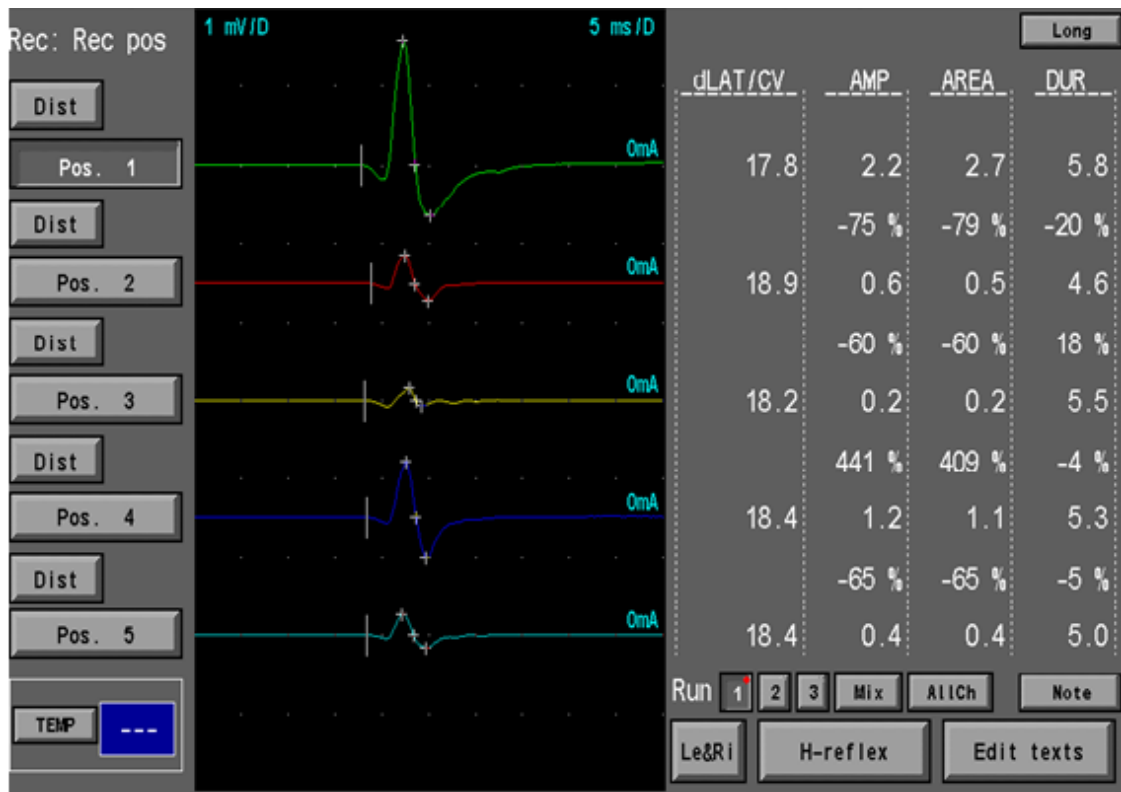 Rec: Rec pos
1 mV/D 5 ms/D
Long
dLAT/CV AMP AREA DUR
Dist
Pos. 1 0mA 17.8 2.2 2.7 5.8
Dist -75 % -79 % -20 %
Pos. 2 0mA 18.9 0.6 0.5 4.6
Dist -60 % -60 % 18 %
Pos. 3 0mA 18.2 0.2 0.2 5.5
Dist 441 % 409 % -4 %
Pos. 4 0mA 18.4 1.2 1.1 5.3
Dist -65 % -65 % -5 %
Pos. 5 0mA 18.4 0.4 0.4 5.0
Run 1 2 3 Mix AllCh Note
TEMP ---
Le&Ri H-reflex Edit texts